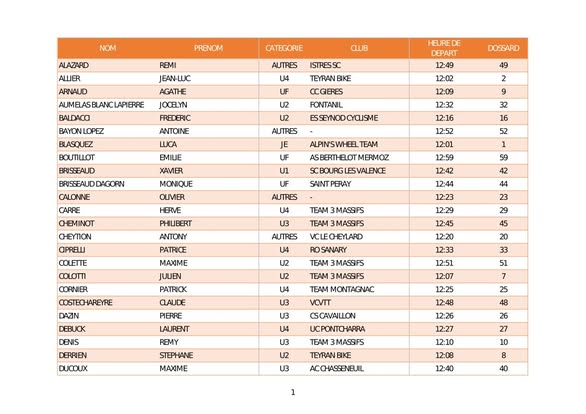 NOM PRENOM CATEGORIE CLUB HEURE DE DEPART DOSSARD
ALAZARD REMI AUTRES ISTRES SC 12:49 49
ALLIER JEAN-LUC U4 TEYRAN BIKE 12:02 2
ARNAUD AGATHE UF CC GIERES 12:09 9
AUMELAS BLANC LAPIERRE JOCELYN U2 FONTANIL 12:32 32
BALDACCI FREDERIC U2 ES SEYNOD CYCLISME 12:16 16
BAYON LOPEZ ANTOINE AUTRES - 12:52 52
BLASQUEZ LUCA JE ALPIN'S WHEEL TEAM 12:01 1
BOUTILLOT EMILIE UF AS BERTHELOT MERMOZ 12:59 59
BRISSEAUD XAVIER U1 SC BOURG LES VALENCE 12:42 42
BRISSEAUD DAGORN MONIQUE UF SAINT PERAY 12:44 44
CALONNE OLIVIER AUTRES - 12:23 23
CARRE HERVE U4 TEAM 3 MASSIFS 12:29 29
CHEMINOT PHILIBERT U3 TEAM 3 MASSIFS 12:45 45
CHEYTION ANTONY AUTRES VC LE CHEYLARD 12:20 20
CIPRELLI PATRICE U4 RO SANARY 12:33 33
COLETTE MAXIME U2 TEAM 3 MASSIFS 12:51 51
COLOTTI JULIEN U2 TEAM 3 MASSIFS 12:07 7
CORNIER PATRICK U4 TEAM MONTAGNAC 12:25 25
COSTECHAREYRE CLAUDE U3 VCVTT 12:48 48
DAZIN PIERRE U3 CS CAVAILLON 12:26 26
DEBUCK LAURENT U4 UC PONTCHARRA 12:27 27
DENIS REMY U3 TEAM 3 MASSIFS 12:10 10
DERRIEN STEPHANE U2 TEYRAN BIKE 12:08 8
DUCOUX MAXIME U3 AC CHASSENEUIL 12:40 40
1